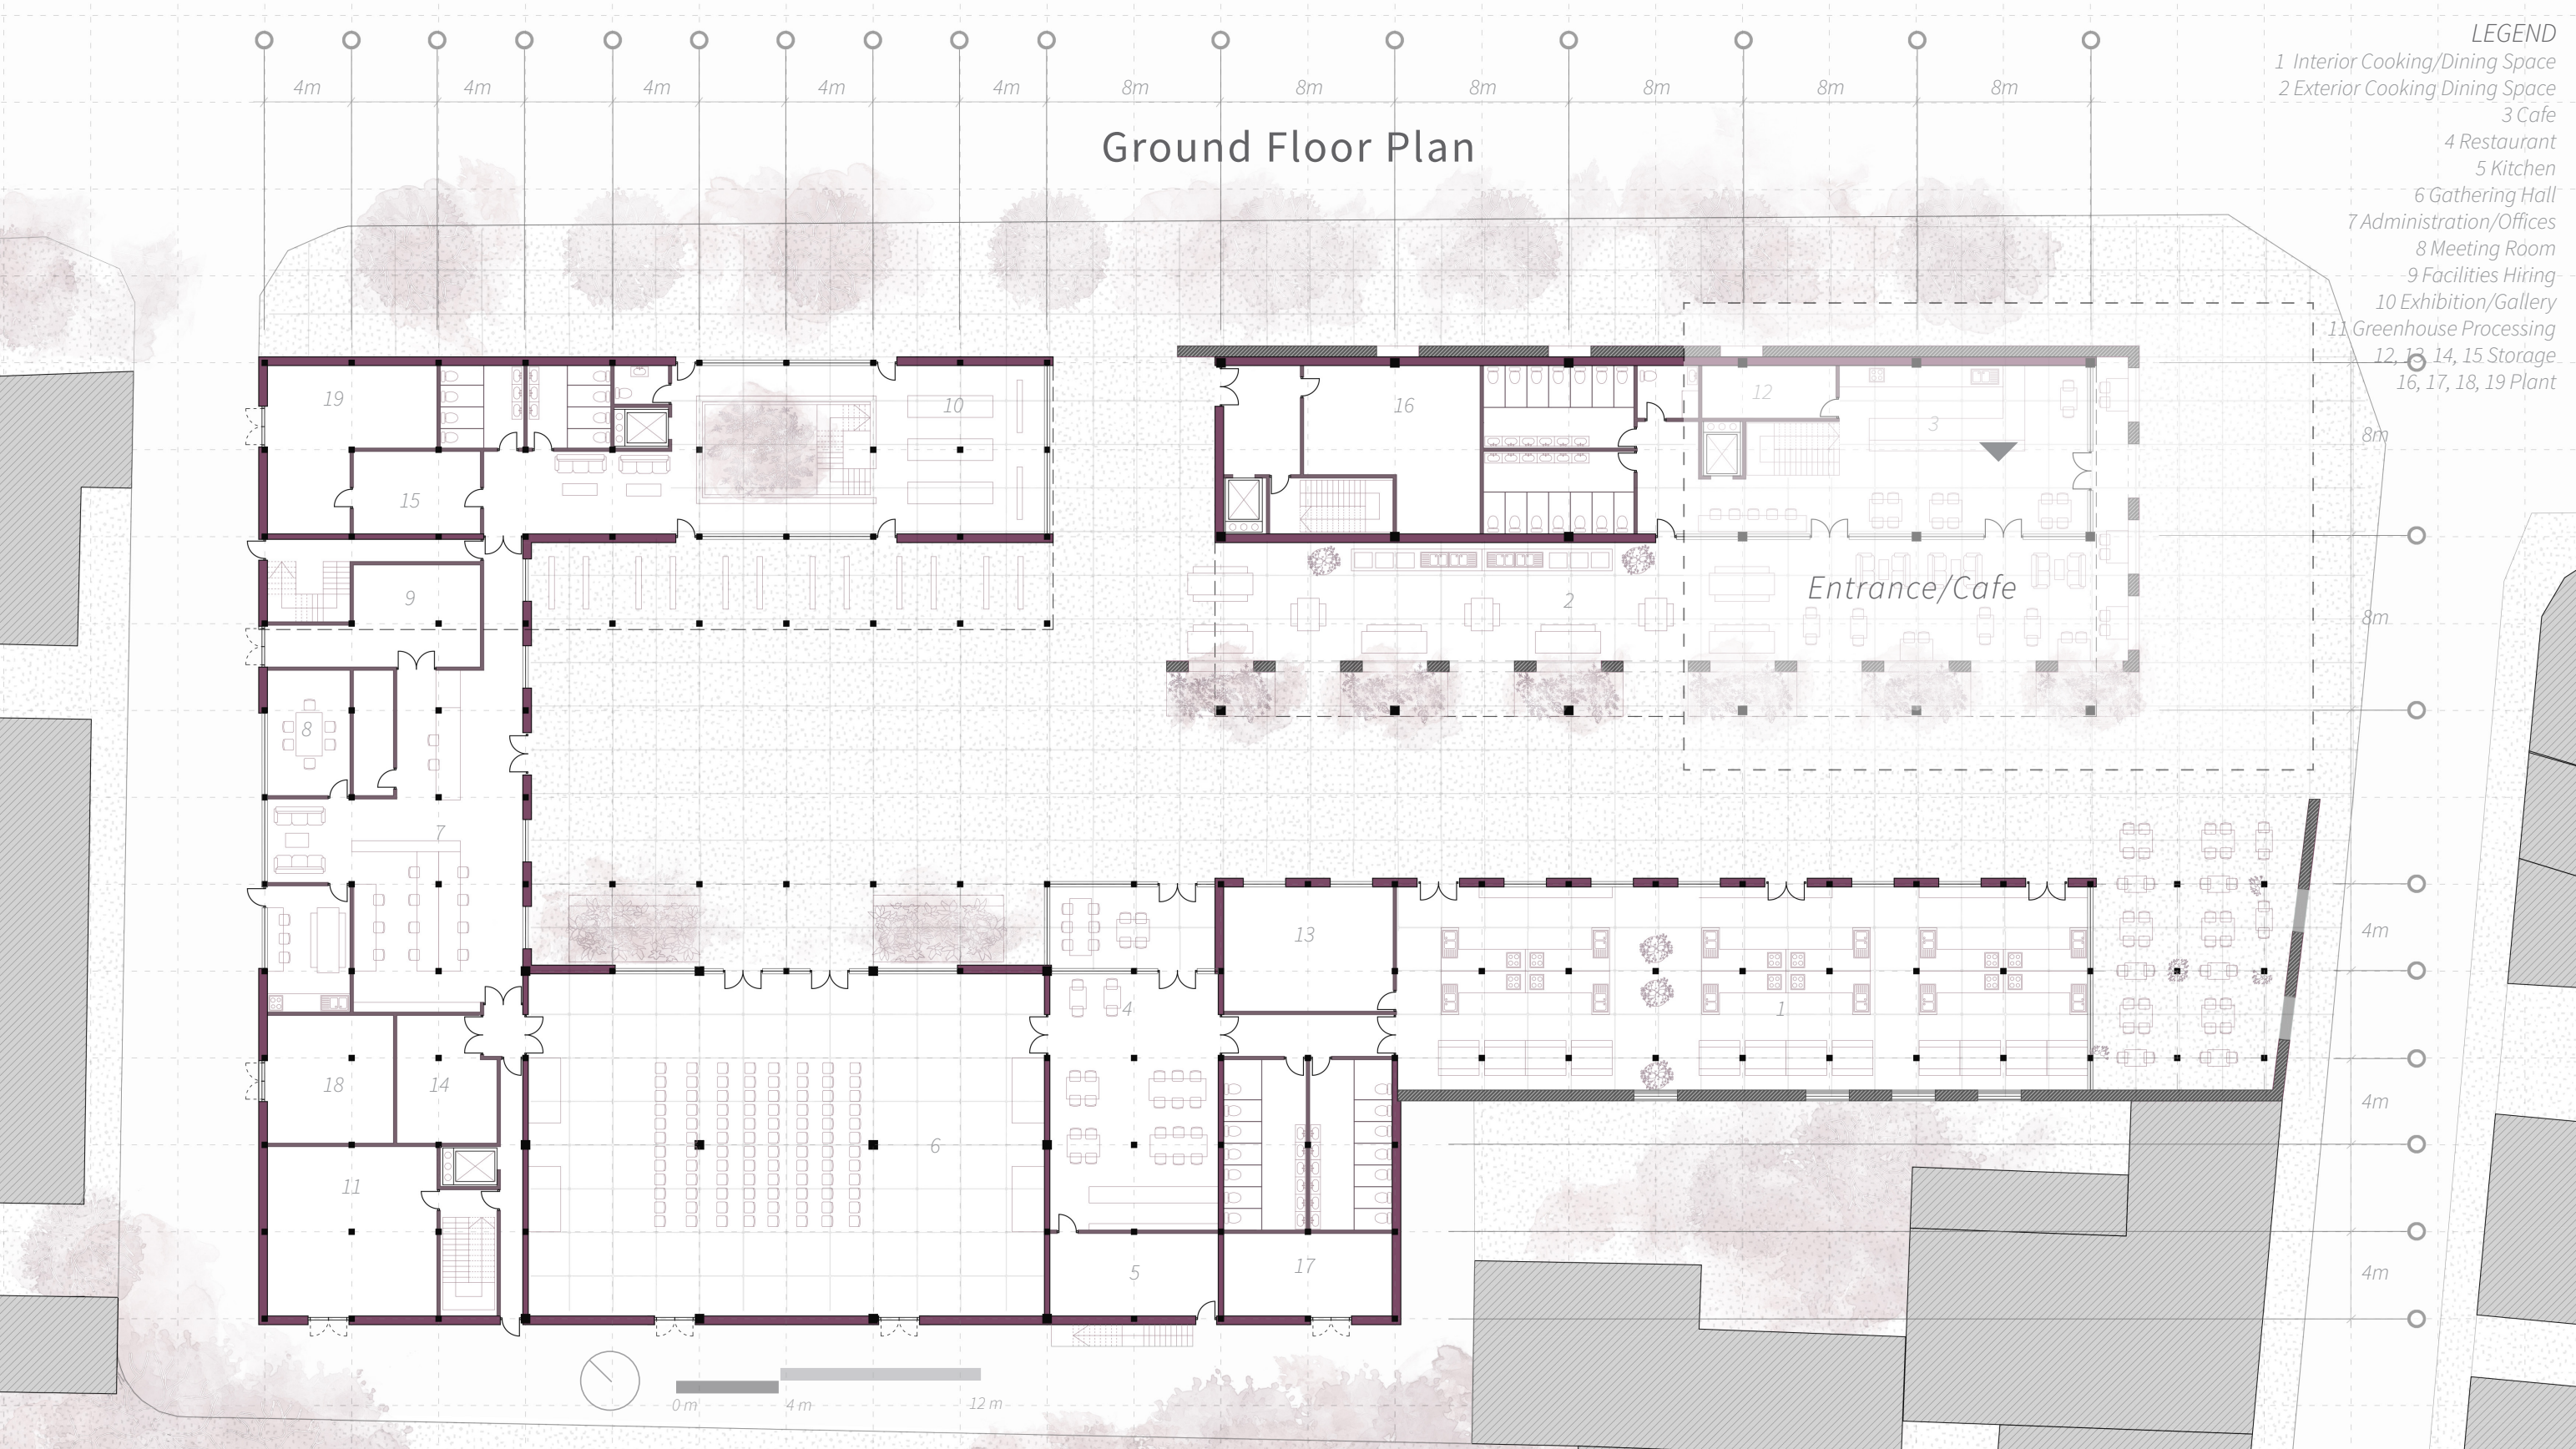 LEGEND
1 Interior Cooking/Dining Space
2 Exterior Cooking Dining Space
3 Cafe
4 Restaurant
5 Kitchen
6 Gathering Hall
7 Administration/Offices
8 Meeting Room
9 Facilities Hiring
10 Exhibition/Gallery
11 Greenhouse Processing
12, 13, 14, 15 Storage
16, 17, 18, 19 Plant
4m 4m 4m 4m 4m 8m 8m 8m 8m 8m 8m
Ground Floor Plan
19
10
16
12
3
15
8m
9
2
Entrance/Cafe
8m
8
7
13
4m
4
1
18
14
4m
6
11
5
17
4m
0 m
4 m
12 m